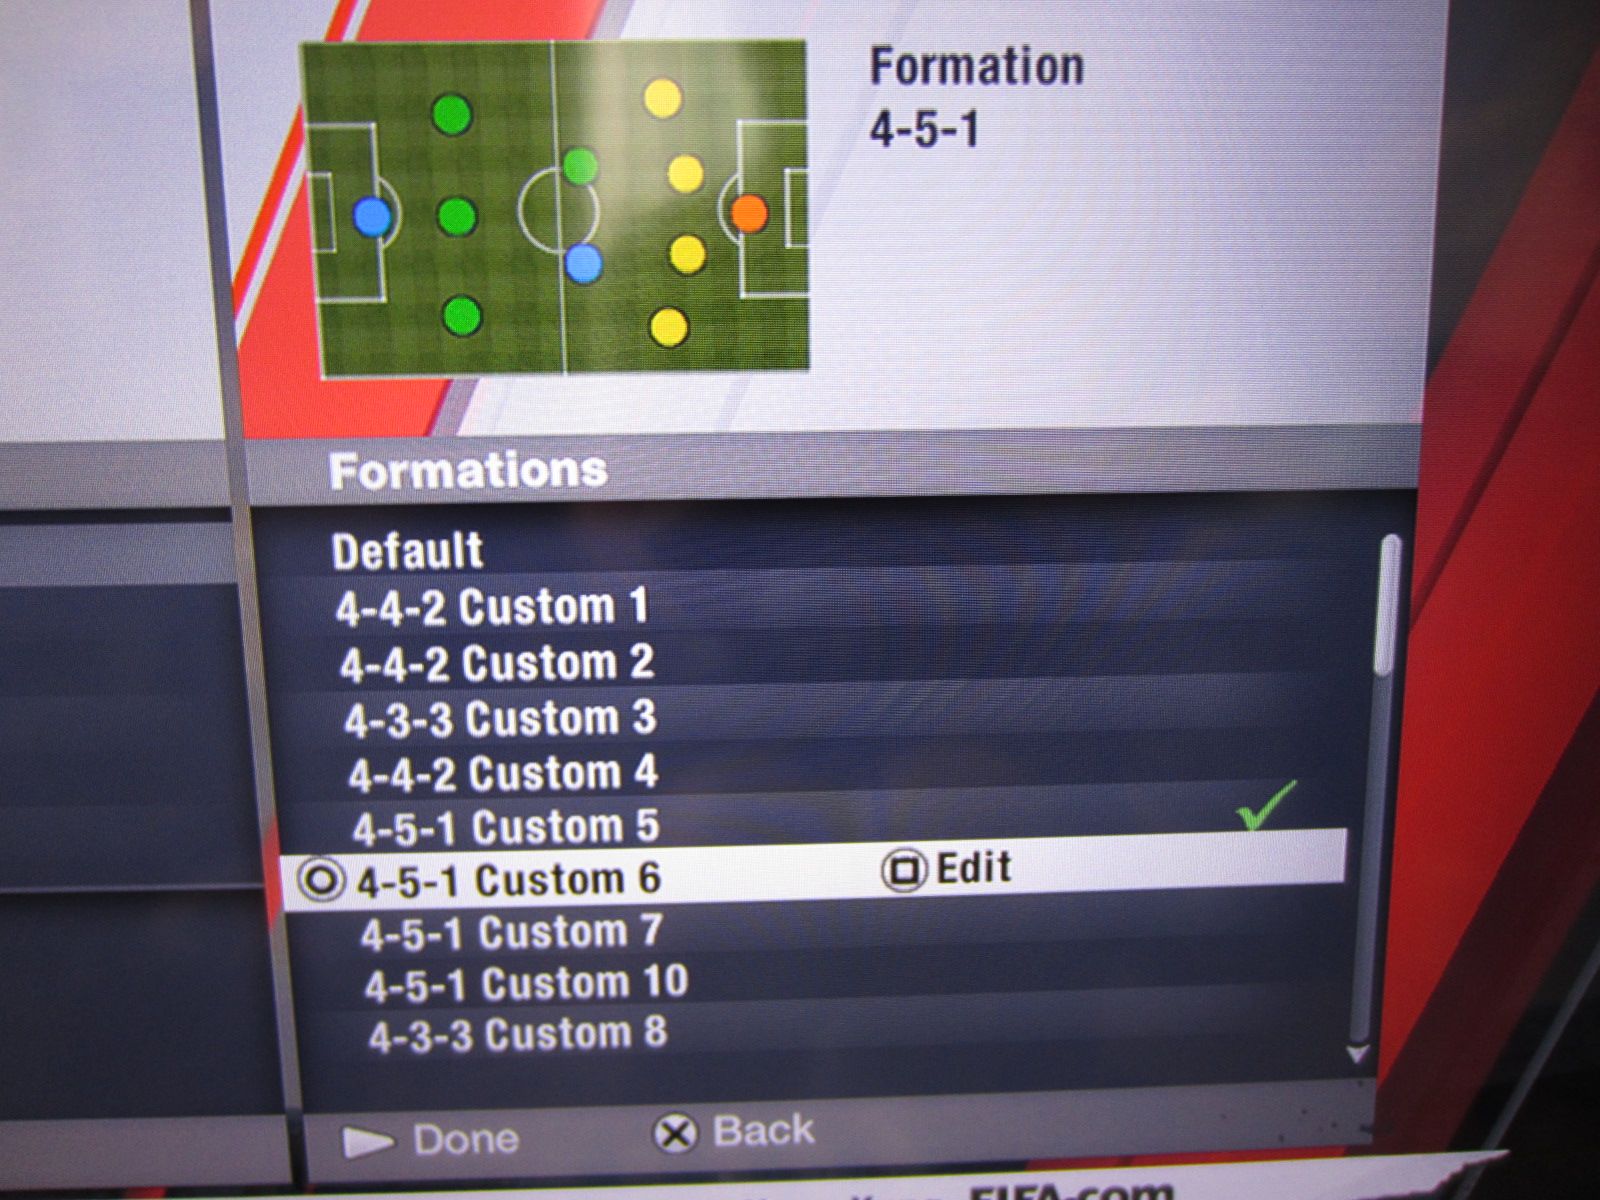 Formation
4-5-1
Formations
Default
4-4-2 Custom 1
4-4-2 Custom 2
4-3-3 Custom 3
4-4-2 Custom 4
4-5-1 Custom 5
4-5-1 Custom 6 Edit
4-5-1 Custom 7
4-5-1 Custom 10
4-3-3 Custom 8
Done Back
FIFA.com